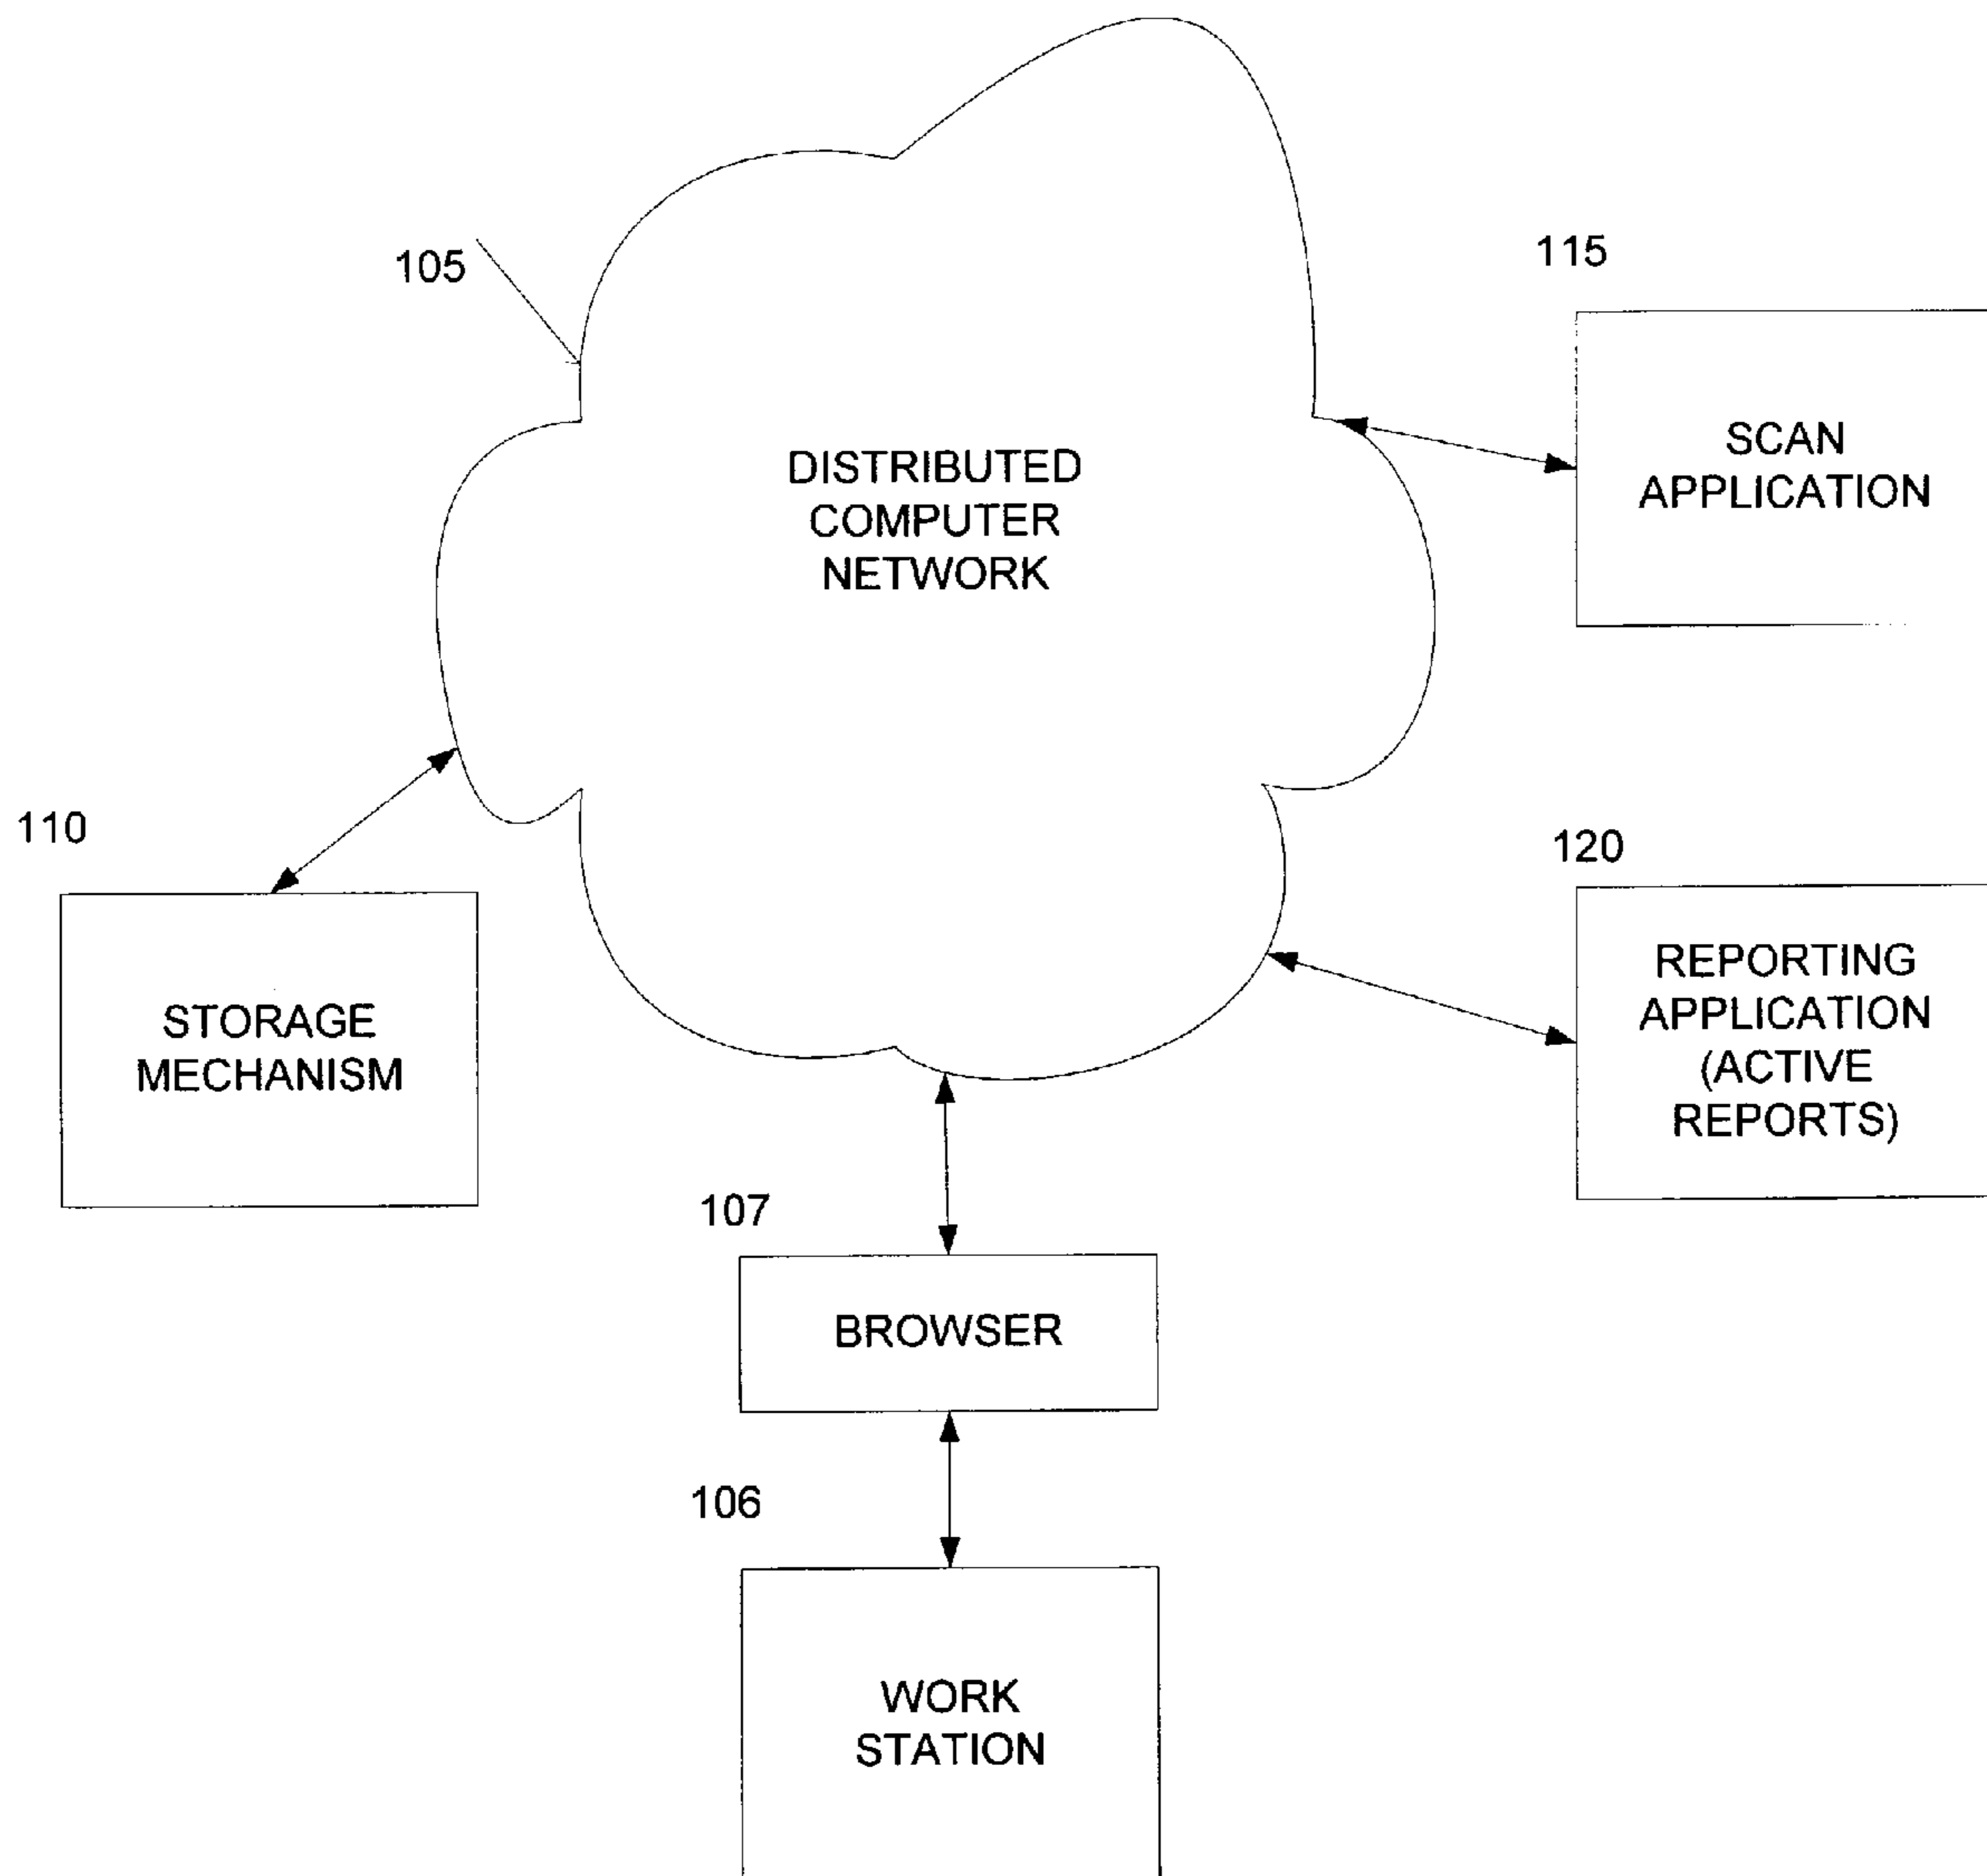 105
DISTRIBUTED
COMPUTER
NETWORK
115
SCAN
APPLICATION
110
STORAGE
MECHANISM
120
REPORTING
APPLICATION
(ACTIVE
REPORTS)
107
BROWSER
106
WORK
STATION